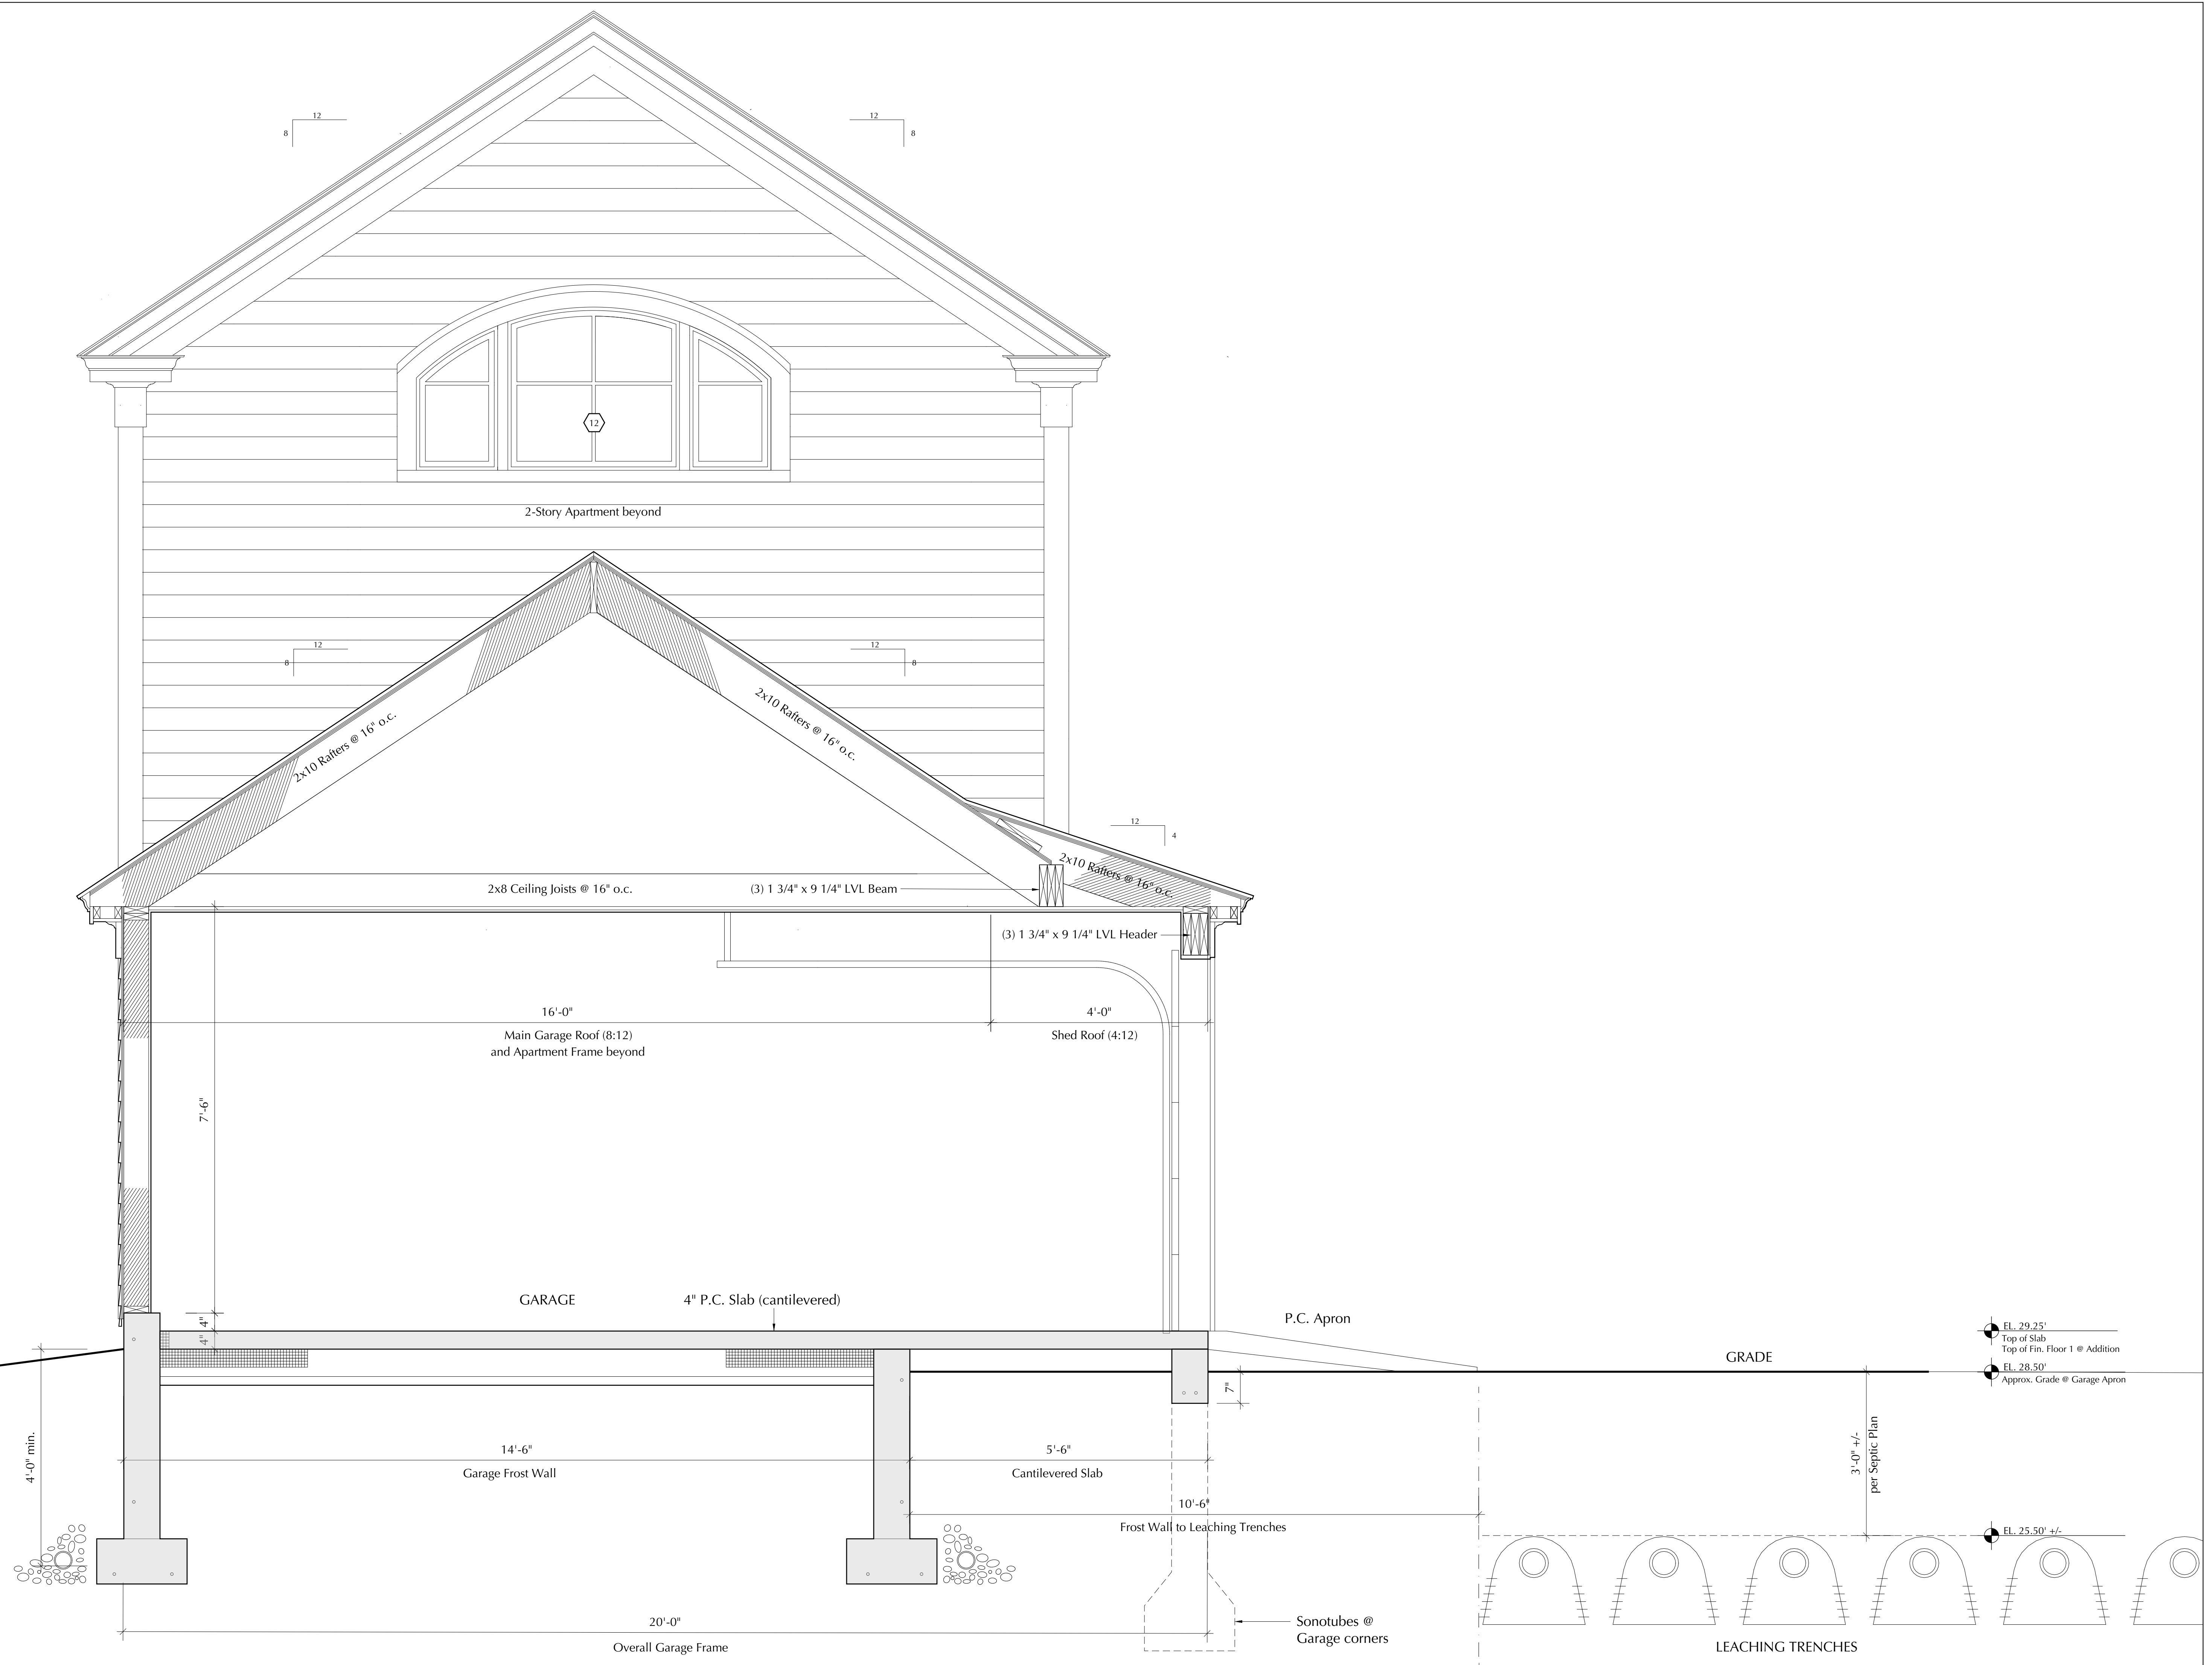 12
8
12
8
12
2-Story Apartment beyond
12
8
12
8
2x10 Rafters @ 16" o.c.
2x10 Rafters @ 16" o.c.
12
4
2x10 Rafters @ 16" o.c.
2x8 Ceiling Joists @ 16" o.c.
(3) 1 3/4" x 9 1/4" LVL Beam
(3) 1 3/4" x 9 1/4" LVL Header
16'-0"
Main Garage Roof (8:12)
and Apartment Frame beyond
4'-0"
Shed Roof (4:12)
7'-6"
GARAGE
4" P.C. Slab (cantilevered)
4"
4"
P.C. Apron
GRADE
EL. 29.25'
Top of Slab
Top of Fin. Floor 1 @ Addition
EL. 28.50'
Approx. Grade @ Garage Apron
7"
4'-0" min.
14'-6"
Garage Frost Wall
5'-6"
Cantilevered Slab
3'-0" +/-
per Septic Plan
10'-6"
Frost Wall to Leaching Trenches
EL. 25.50' +/-
20'-0"
Overall Garage Frame
Sonotubes @
Garage corners
LEACHING TRENCHES